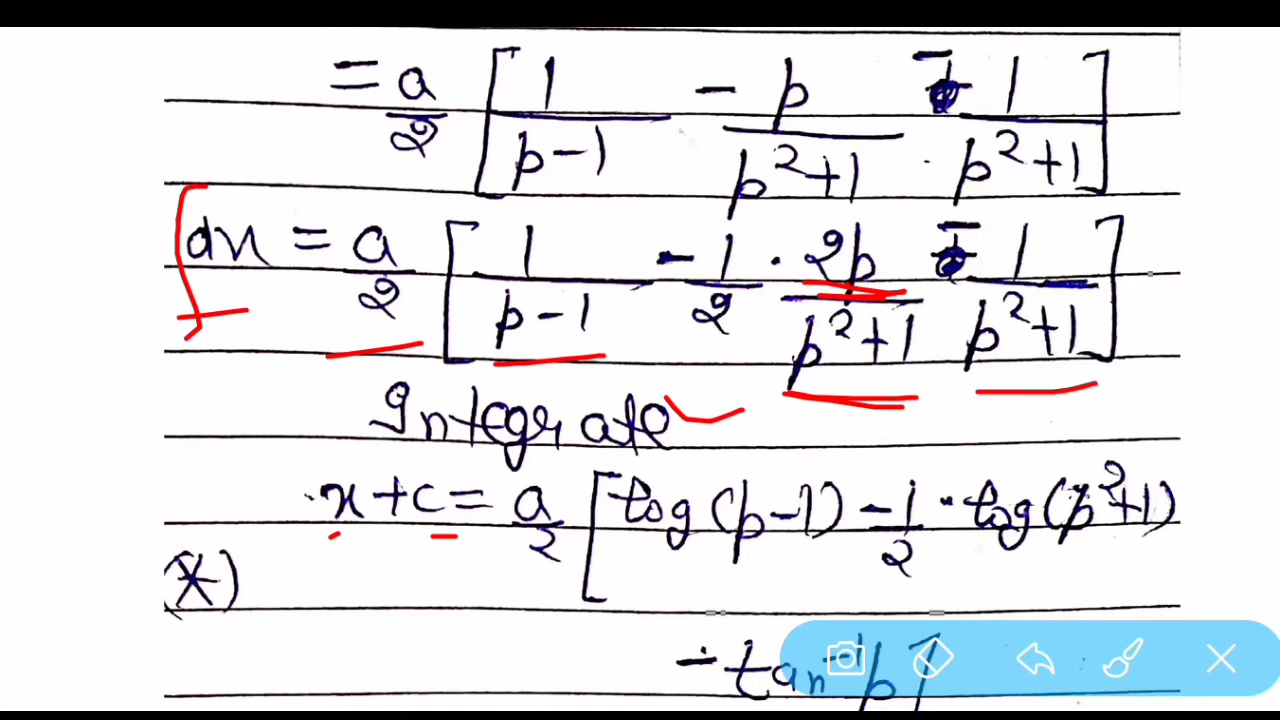 = a/2 [ 1/(p-1) - p/(p²+1) - 1/(p²+1) ]
dx = a/2 [ 1/(p-1) - 1/2 · 2p/(p²+1) - 1/(p²+1) ]
Integrate
x + c = a/2 [ log(p-1) - 1/2 · log(p²+1)
(*)
- tan⁻¹p ]